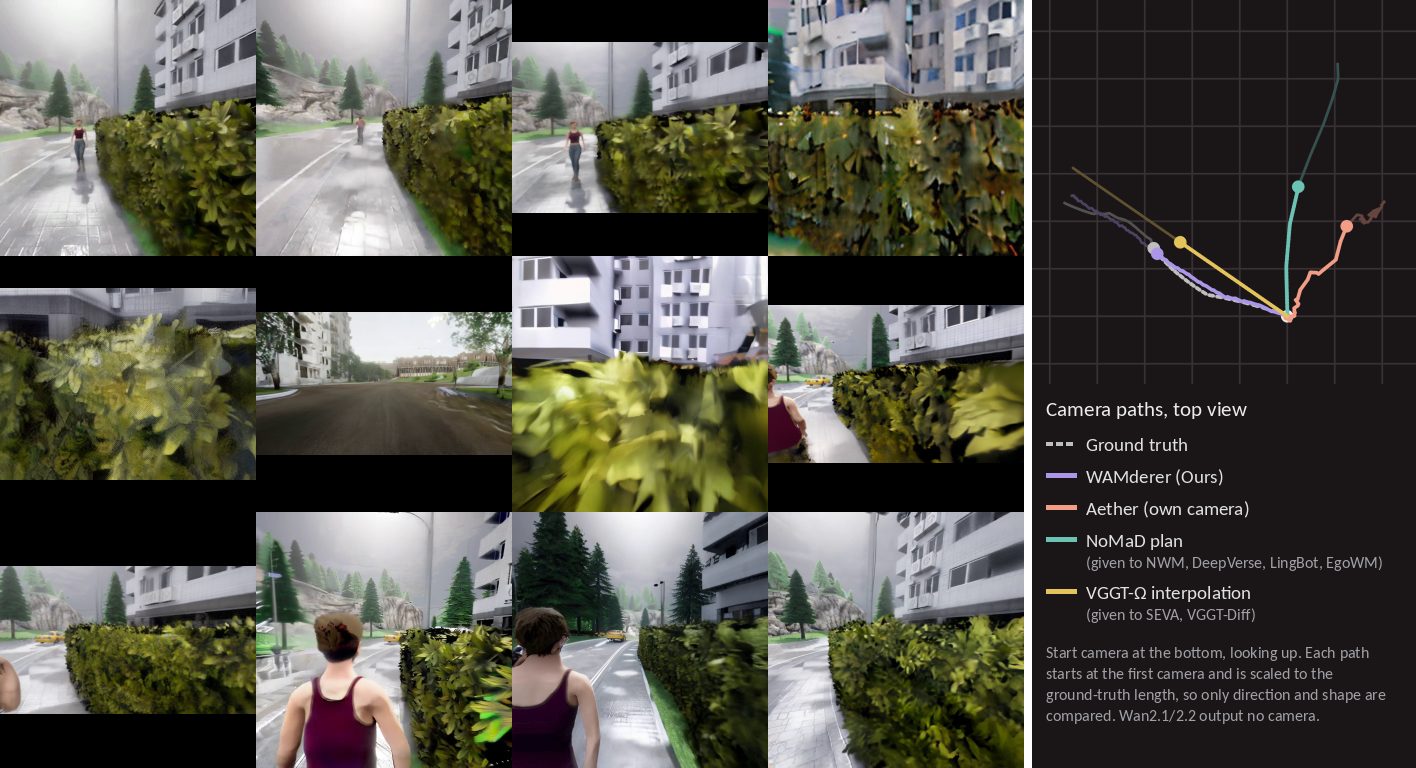 Camera paths, top view
Ground truth
WAMderer (Ours)
Aether (own camera)
NoMaD plan
(given to NWM, DeepVerse, LingBot, EgoWM)
VGGT-Ω interpolation
(given to SEVA, VGGT-Diff)
Start camera at the bottom, looking up. Each path
starts at the first camera and is scaled to the
ground-truth length, so only direction and shape are
compared. Wan2.1/2.2 output no camera.